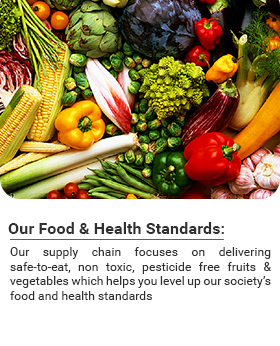 Our Food & Health Standards:
Our supply chain focuses on delivering
safe-to-eat, non toxic, pesticide free fruits &
vegetables which helps you level up our society's
food and health standards